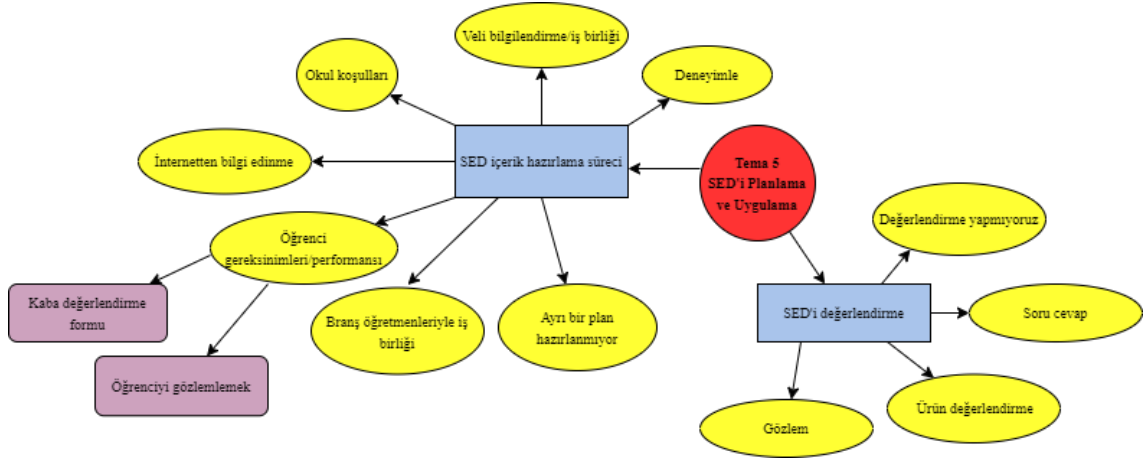 Veli bilgilendirme/iş birliği
Okul koşulları
Deneyimle
İnternetten bilgi edinme
SED içerik hazırlama süreci
Tema 5
SED'i Planlama
ve Uygulama
Değerlendirme yapmıyoruz
Öğrenci
gereksinimleri/performansı
Kaba değerlendirme
formu
Branş öğretmenleriyle iş
birliği
Ayrı bir plan
hazırlanmıyor
SED'i değerlendirme
Soru cevap
Öğrenciyi gözlemlemek
Gözlem
Ürün değerlendirme